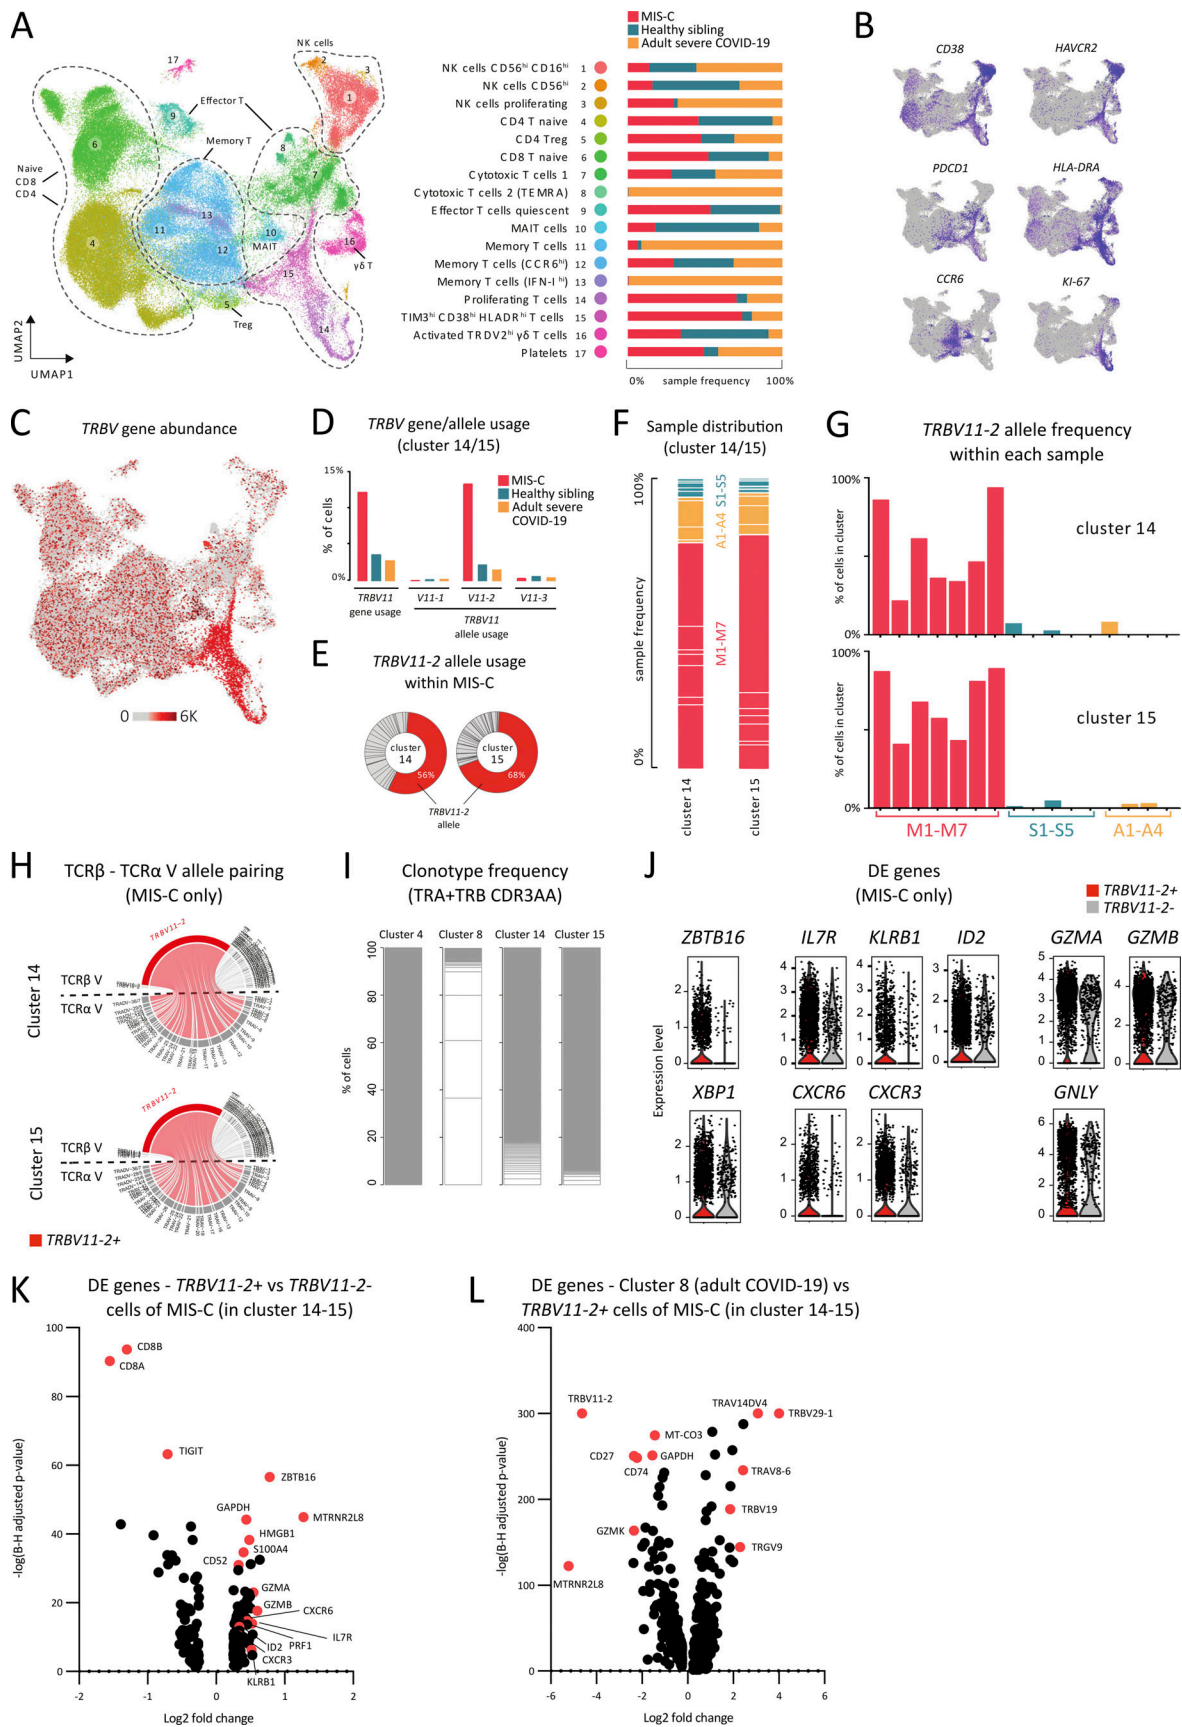 A
MIS-C
Healthy sibling
Adult severe COVID-19
NK cells
2
3
1
17
Effector T
9
8
6
Memory T
7
Naive
CD8
CD4
13
11
10
MAIT
12
4
16
γδ T
15
5
Treg
14
UMAP2
UMAP1
NK cells CD56hi CD16hi 1
NK cells CD56hi 2
NK cells proliferating 3
CD4 T naive 4
CD4 Treg 5
CD8 T naive 6
Cytotoxic T cells 1 7
Cytotoxic T cells 2 (TEMRA) 8
Effector T cells quiescent 9
MAIT cells 10
Memory T cells 11
Memory T cells (CCR6hi) 12
Memory T cells (IFN-I hi) 13
Proliferating T cells 14
TIM3hi CD38hi HLADRhi T cells 15
Activated TRDV2hi γδ T cells 16
Platelets 17
0% sample frequency 100%
B
CD38 HAVCR2
PDCD1 HLA-DRA
CCR6 KI-67
C
TRBV gene abundance
0 6K
D
TRBV gene/allele usage
(cluster 14/15)
15%
% of cells
0%
MIS-C
Healthy sibling
Adult severe
COVID-19
TRBV11
gene usage
V11-1 V11-2 V11-3
TRBV11
allele usage
E
TRBV11-2 allele usage
within MIS-C
cluster
14
56%
cluster
15
68%
TRBV11-2
allele
F
Sample distribution
(cluster 14/15)
100%
sample frequency
0%
S1-S5
A1-A4
M1-M7
cluster 14
cluster 15
G
TRBV11-2 allele frequency
within each sample
100%
% of cells in cluster
0%
cluster 14
100%
% of cells in cluster
0%
cluster 15
M1-M7 S1-S5 A1-A4
H
TCRβ - TCRα V allele pairing
(MIS-C only)
Cluster 14
TRBV11-2
TCRβ V
TCRα V
Cluster 15
TRBV11-2
TCRβ V
TCRα V
TRBV11-2+
I
Clonotype frequency
(TRA+TRB CDR3AA)
Cluster 4 Cluster 8 Cluster 14 Cluster 15
100
80
60
40
20
0
% of cells
J
DE genes
(MIS-C only)
TRBV11-2+
TRBV11-2-
ZBTB16 IL7R KLRB1 ID2 GZMA GZMB
XBP1 CXCR6 CXCR3 GNLY
Expression level
K
DE genes - TRBV11-2+ vs TRBV11-2-
cells of MIS-C (in cluster 14-15)
100
80
60
40
20
0
-log(B-H adjusted p-value)
CD8B
CD8A
TIGIT
ZBTB16
GAPDH
MTRNR2L8
HMGB1
S100A4
CD52
GZMA
GZMB
CXCR6
IL7R
PRF1
ID2
CXCR3
KLRB1
-2 -1 0 1 2
Log2 fold change
L
DE genes - Cluster 8 (adult COVID-19) vs
TRBV11-2+ cells of MIS-C (in cluster 14-15)
400
300
200
100
0
-log(B-H adjusted p-value)
TRBV11-2
TRAV14DV4
TRBV29-1
MT-CO3
CD27
GAPDH
CD74
TRAV8-6
TRBV19
GZMK
TRGV9
MTRNR2L8
-6 -4 -2 0 2 4 6
Log2 fold change